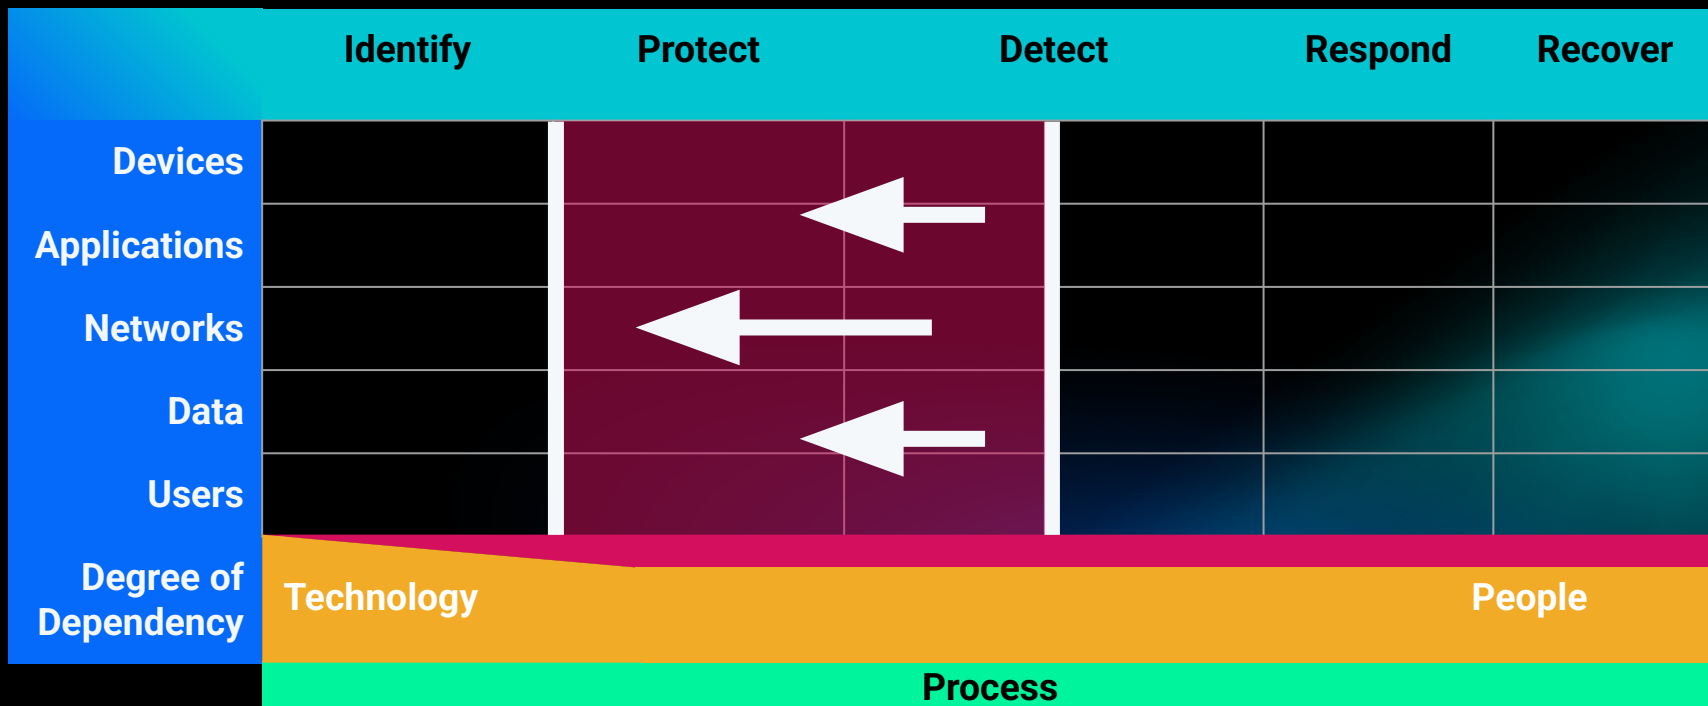 Identify Protect Detect Respond Recover
Devices
Applications
Networks
Data
Users
Degree of
Dependency
Technology People
Process